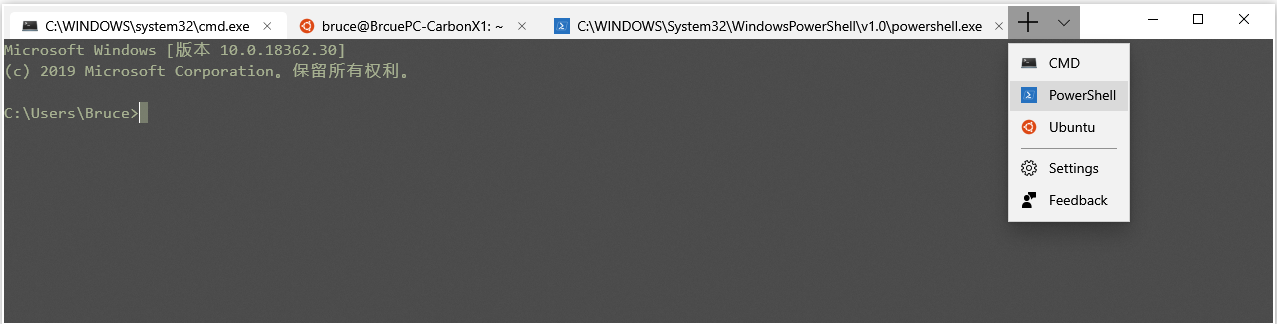 C:\WINDOWS\system32\cmd.exe
bruce@BrcuePC-CarbonX1: ~
C:\WINDOWS\System32\WindowsPowerShell\v1.0\powershell.exe
Microsoft Windows [版本 10.0.18362.30]
(c) 2019 Microsoft Corporation。保留所有权利。
C:\Users\Bruce>
CMD
PowerShell
Ubuntu
Settings
Feedback